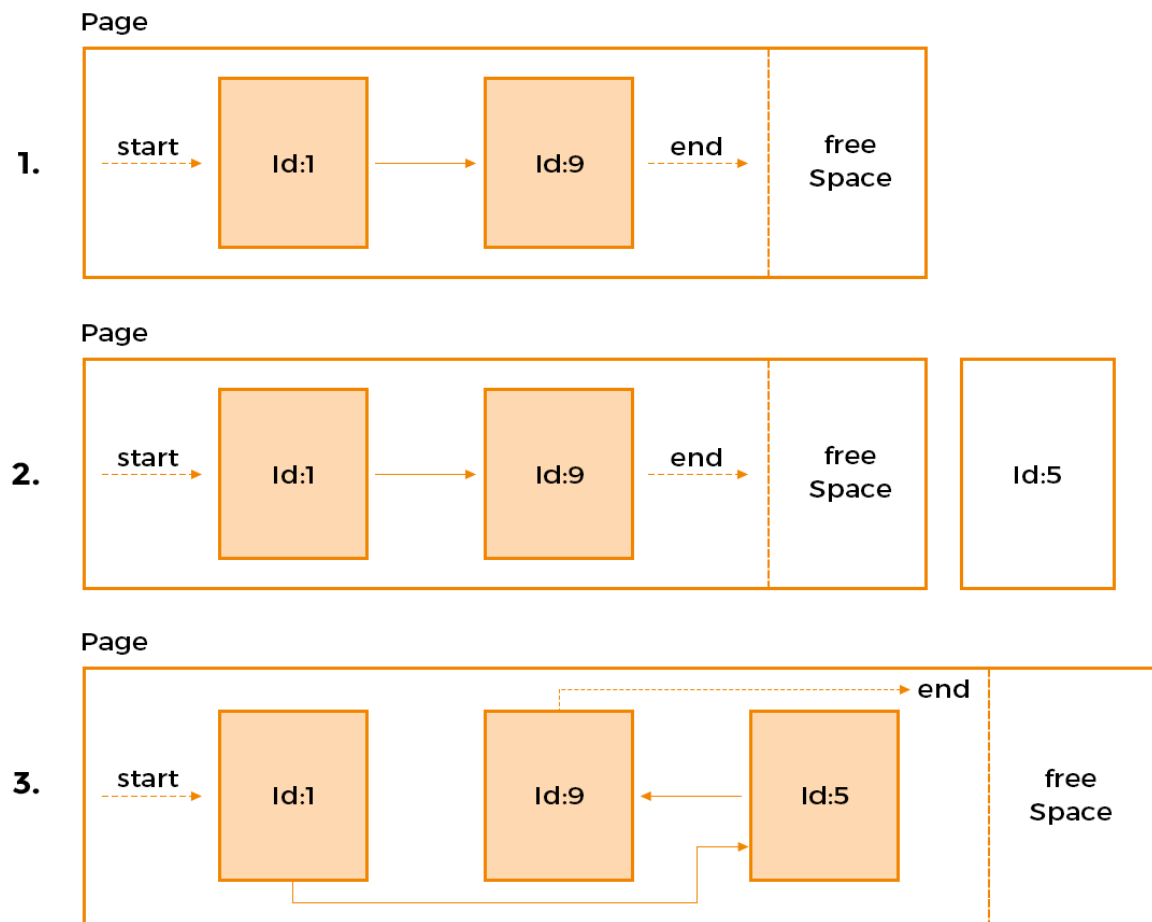 Page
1.
start
Id:1
Id:9
end
free
Space
Page
2.
start
Id:1
Id:9
end
free
Space
Id:5
Page
3.
start
Id:1
Id:9
Id:5
end
free
Space